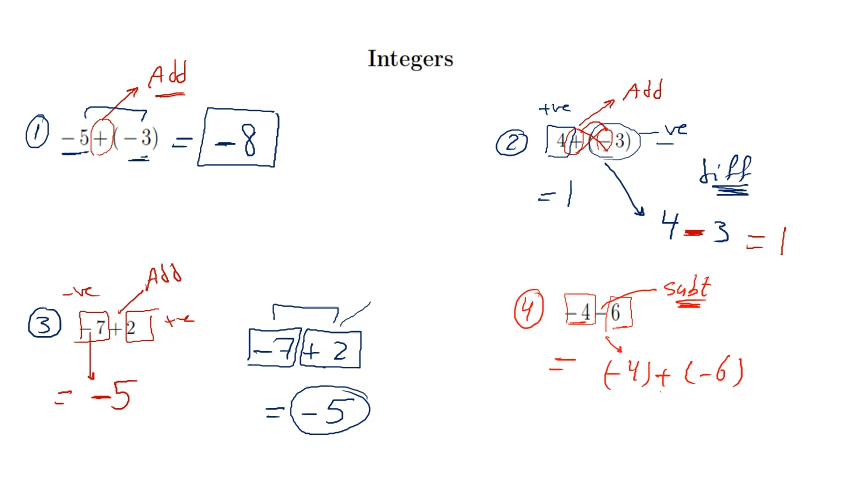 Integers
① -5+(-3) = -8
Add
② 4+(-3)
+ve
Add
-ve
= 1
diff
4 - 3 = 1
③ -7+2
-ve
Add
+ve
= -5
-7 + 2
= -5
④ -4-6
subt
= (-4) + (-6)